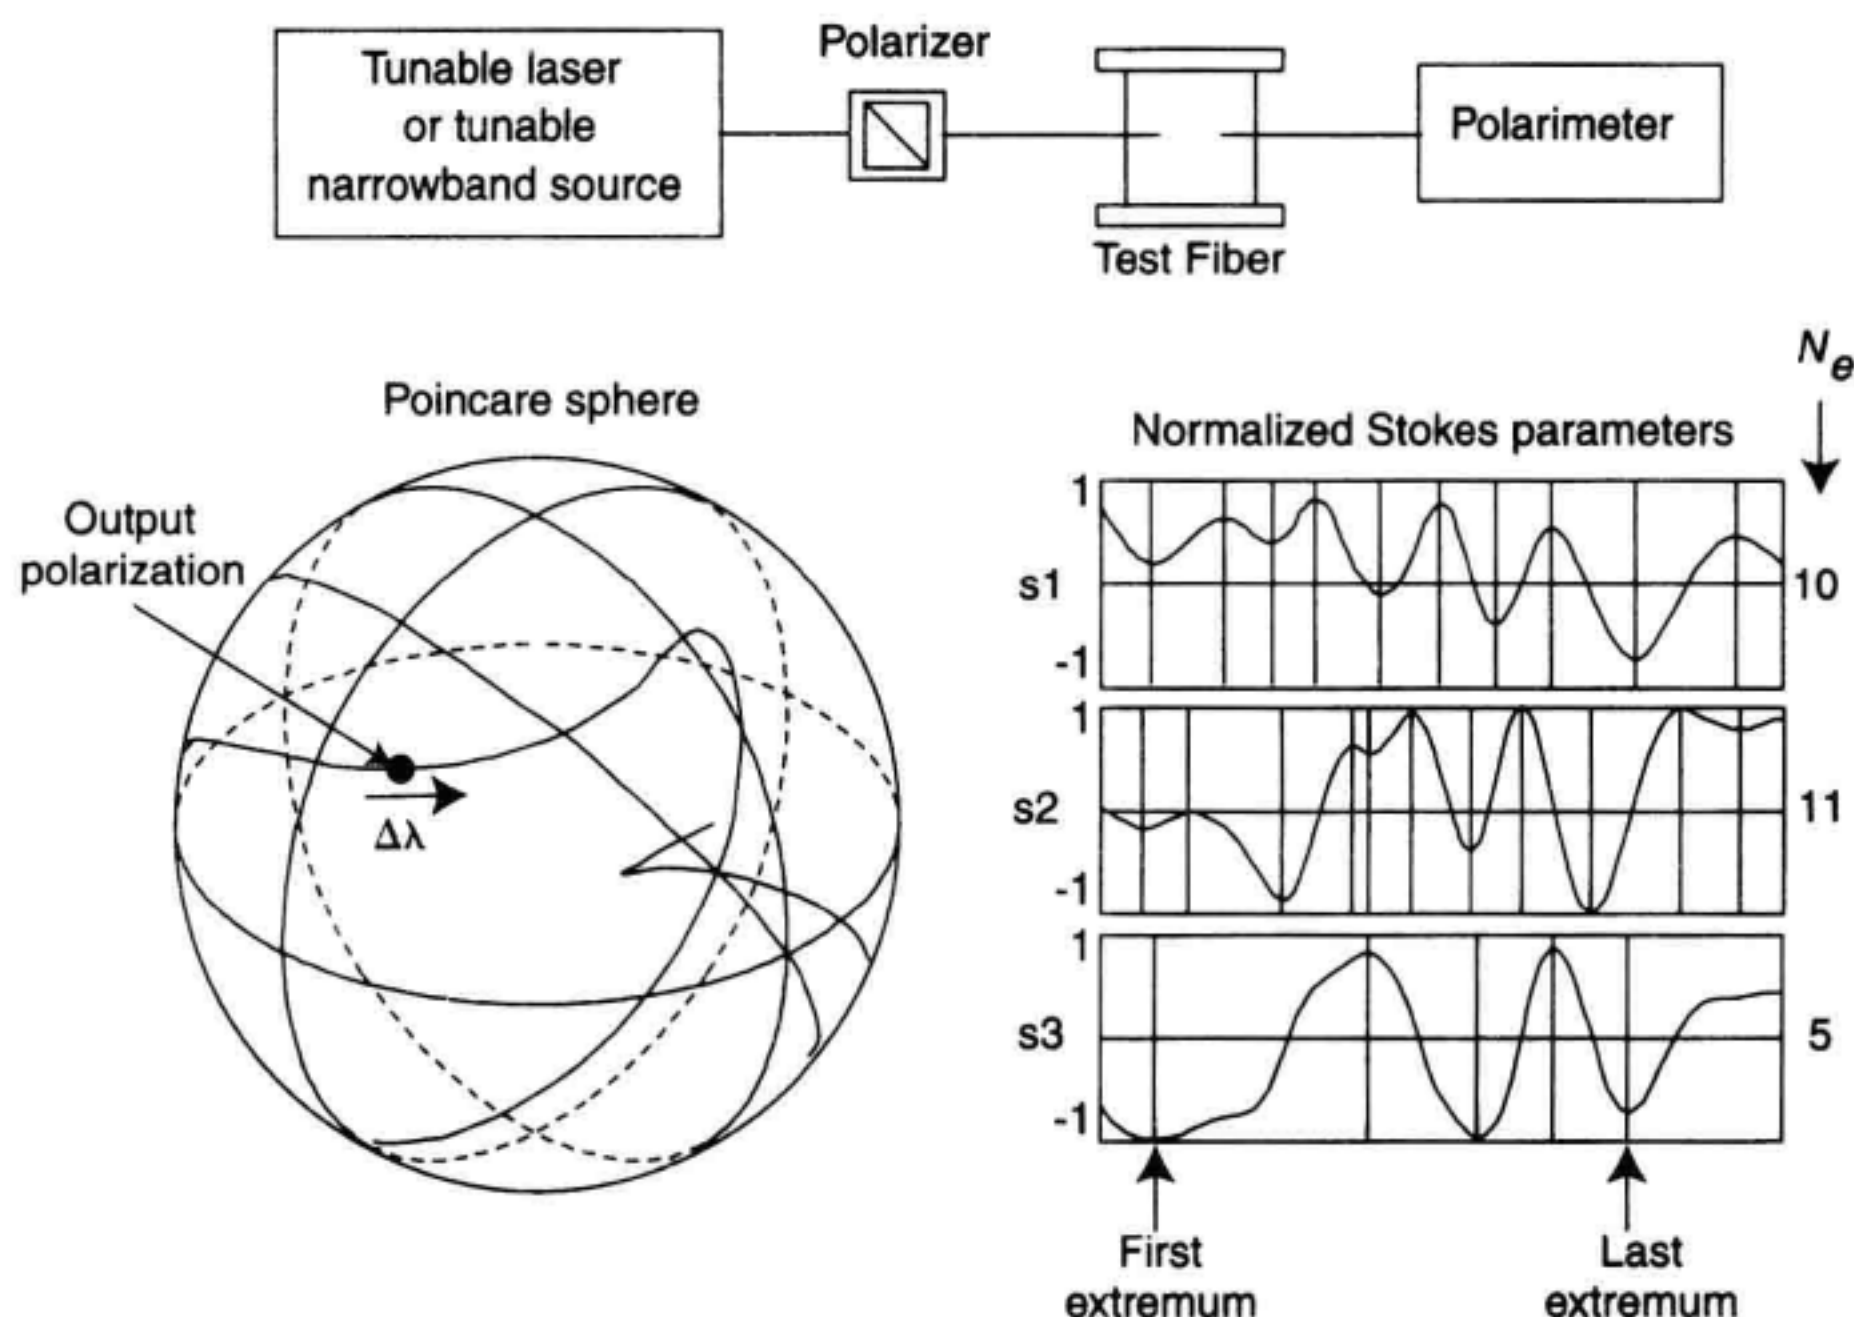 Tunable laser
or tunable
narrowband source
Polarizer
Test Fiber
Polarimeter
Poincare sphere
Output
polarization
Δλ
Normalized Stokes parameters
Ne
1
s1
-1
10
1
s2
-1
11
1
s3
-1
5
First
extremum
Last
extremum